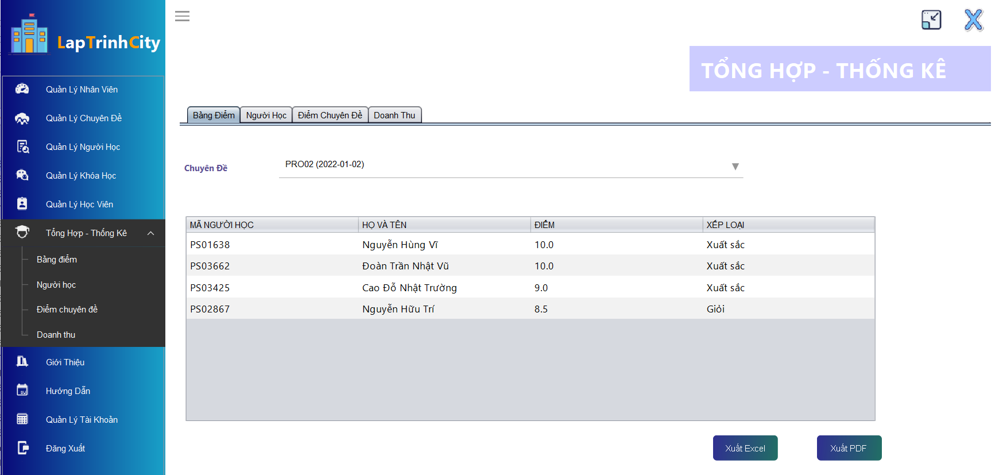 LapTrinhCity
Quản Lý Nhân Viên
Quản Lý Chuyên Đề
Quản Lý Người Học
Quản Lý Khóa Học
Quản Lý Học Viên
Tổng Hợp - Thống Kê
Bảng điểm
Người học
Điểm chuyên đề
Doanh thu
Giới Thiệu
Hướng Dẫn
Quản Lý Tài Khoản
Đăng Xuất
TỔNG HỢP - THỐNG KÊ
Bảng Điểm Người Học Điểm Chuyên Đề Doanh Thu
Chuyên Đề PRO02 (2022-01-02)
MÃ NGƯỜI HỌC HỌ VÀ TÊN ĐIỂM XẾP LOẠI
PS01638 Nguyễn Hùng Vĩ 10.0 Xuất sắc
PS03662 Đoàn Trần Nhật Vũ 10.0 Xuất sắc
PS03425 Cao Đỗ Nhật Trường 9.0 Xuất sắc
PS02867 Nguyễn Hữu Trí 8.5 Giỏi
Xuất Excel Xuất PDF